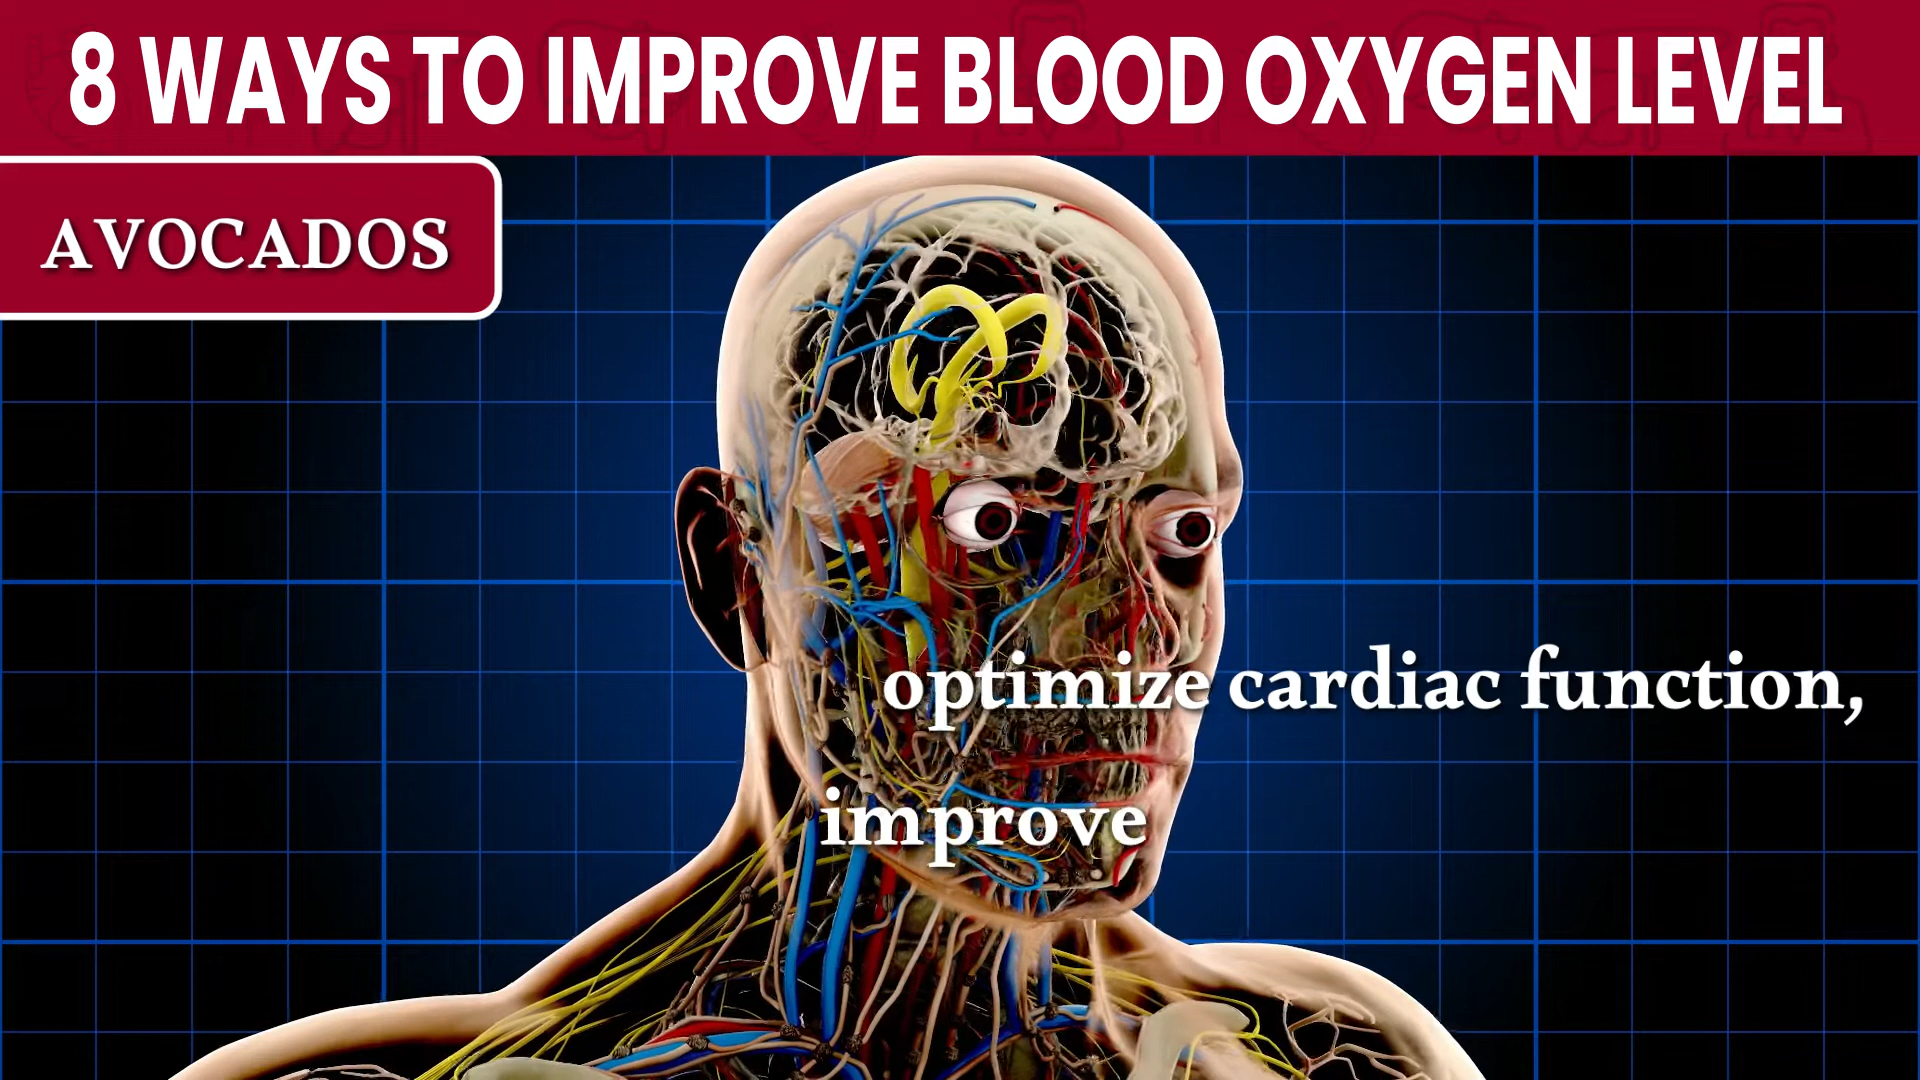 8 WAYS TO IMPROVE BLOOD OXYGEN LEVEL
AVOCADOS
optimize cardiac function,
improve